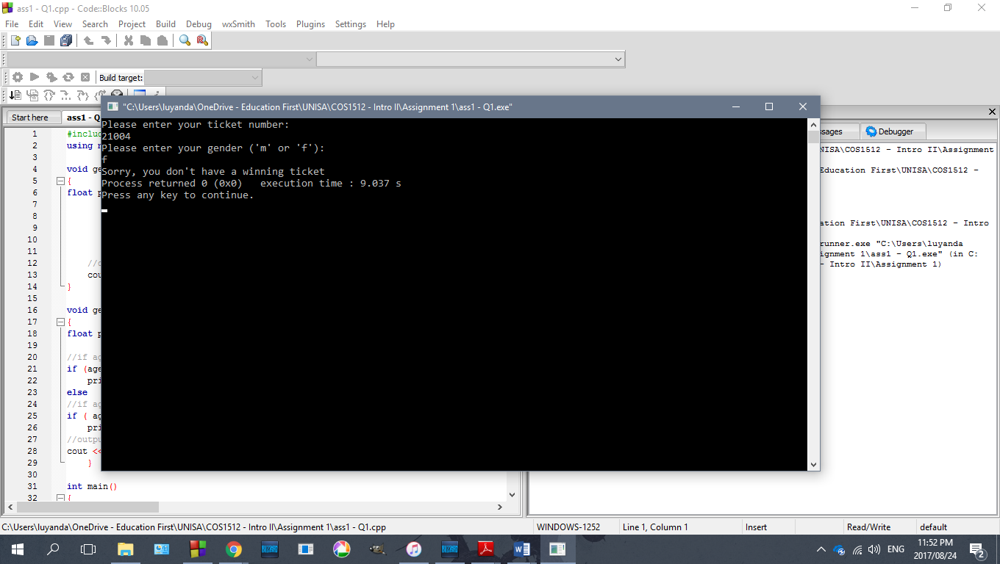 ass1 - Q1.cpp - Code::Blocks 10.05
File Edit View Search Project Build Debug wxSmith Tools Plugins Settings Help
Build target:
Start here
ass1 - Q
"C:\Users\luyanda\OneDrive - Education First\UNISA\COS1512 - Intro II\Assignment 1\ass1 - Q1.exe"
Please enter your ticket number:
21004
Please enter your gender ('m' or 'f'):
f
Sorry, you don't have a winning ticket
Process returned 0 (0x0) execution time : 9.037 s
Press any key to continue.
1 #includ
2 using n
3
4 void ge
5 {
6 float p
7
8
9
10
11
12 //o
13 cou
14 }
15
16 void ge
17 {
18 float p
19
20 //if ag
21 if (age
22 pri
23 else
24 //if ag
25 if ( ag
26 pri
27 //outpu
28 cout <<
29 }
30
31 int main()
32 {
ssages
Debugger
NISA\COS1512 - Intro II\Assignment
Education First\UNISA\COS1512 -
ation First\UNISA\COS1512 - Intro
runner.exe "C:\Users\luyanda
ignment 1\ass1 - Q1.exe" (in C:
- Intro II\Assignment 1)
C:\Users\luyanda\OneDrive - Education First\UNISA\COS1512 - Intro II\Assignment 1\ass1 - Q1.cpp
WINDOWS-1252
Line 1, Column 1
Insert
Read/Write
default
ENG
11:52 PM
2017/08/24
2